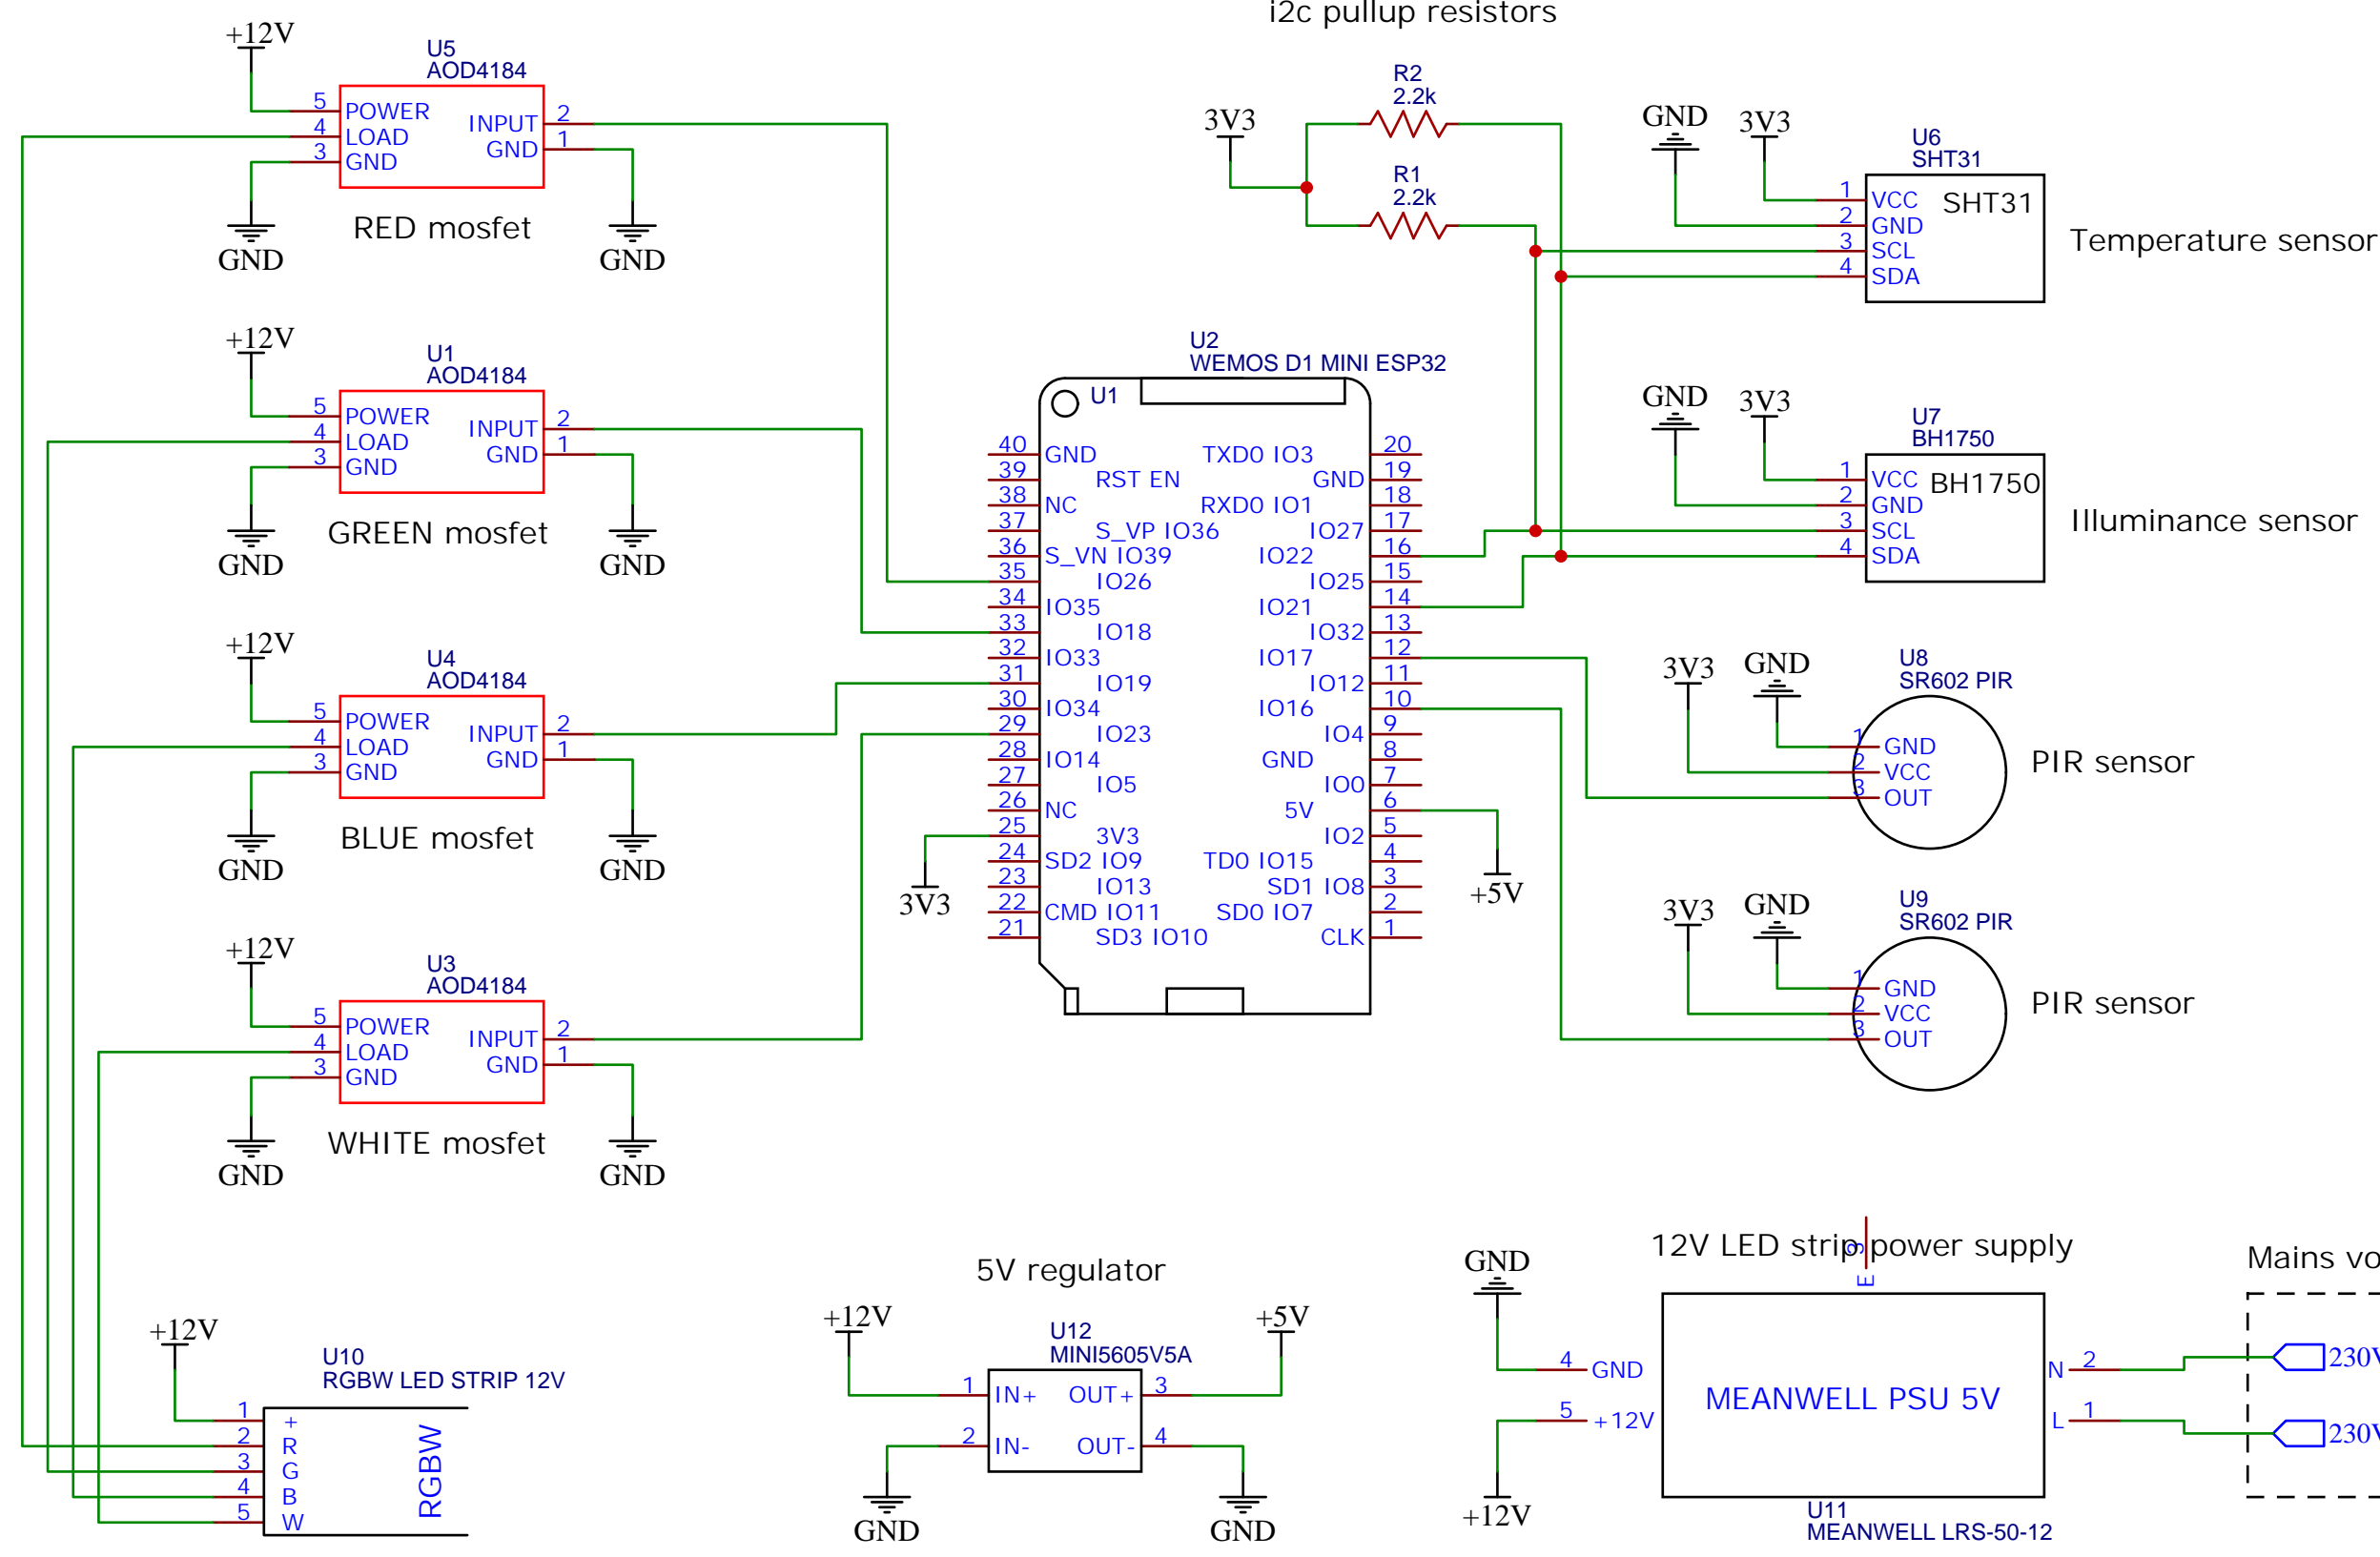 i2c pullup resistors
+12V
U5
AOD4184
5
POWER
4
LOAD
3
GND
INPUT
2
GND
1
GND
RED mosfet
GND
+12V
U1
AOD4184
5
POWER
4
LOAD
3
GND
INPUT
2
GND
1
GND
GREEN mosfet
GND
+12V
U4
AOD4184
5
POWER
4
LOAD
3
GND
INPUT
2
GND
1
GND
BLUE mosfet
GND
+12V
U3
AOD4184
5
POWER
4
LOAD
3
GND
INPUT
2
GND
1
GND
WHITE mosfet
GND
+12V
U10
RGBW LED STRIP 12V
1
+
2
R
3
G
4
B
5
W
RGBW
R2
2.2k
3V3
R1
2.2k
U2
WEMOS D1 MINI ESP32
U1
40
GND
39
RST EN
38
NC
37
S_VP IO36
36
S_VN IO39
35
IO26
34
IO35
33
IO18
32
IO33
31
IO19
30
IO34
29
IO23
28
IO14
27
IO5
26
NC
25
3V3
24
SD2 IO9
23
IO13
22
CMD IO11
21
SD3 IO10
3V3
TXD0 IO3
20
GND
19
RXD0 IO1
18
IO27
17
IO22
16
IO25
15
IO21
14
IO32
13
IO17
12
IO12
11
IO16
10
IO4
9
GND
8
IO0
7
5V
6
IO2
5
TD0 IO15
4
SD1 IO8
3
SD0 IO7
2
CLK
1
+5V
GND
3V3
U6
SHT31
1
VCC
SHT31
2
GND
3
SCL
4
SDA
Temperature sensor
GND
3V3
U7
BH1750
1
VCC
BH1750
2
GND
3
SCL
4
SDA
Illuminance sensor
3V3
GND
U8
SR602 PIR
1
GND
2
VCC
3
OUT
PIR sensor
3V3
GND
U9
SR602 PIR
1
GND
2
VCC
3
OUT
PIR sensor
5V regulator
+12V
+5V
U12
MINI5605V5A
1
IN+
OUT+
3
2
IN-
OUT-
4
GND
GND
12V LED strip power supply
3
E
GND
4
GND
5
+12V
+12V
MEANWELL PSU 5V
N
2
L
1
U11
MEANWELL LRS-50-12
Mains
230V
230V